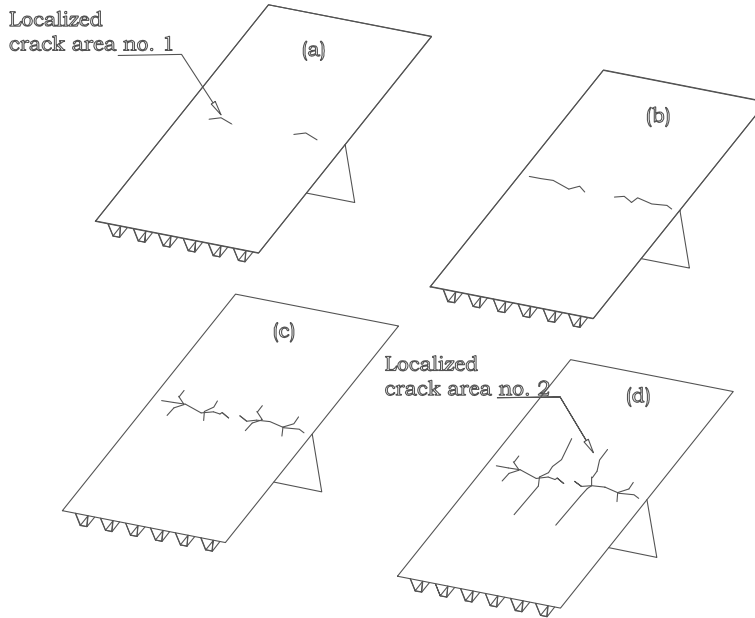 Localized
crack area no. 1
(a)
(b)
(c)
Localized
crack area no. 2
(d)